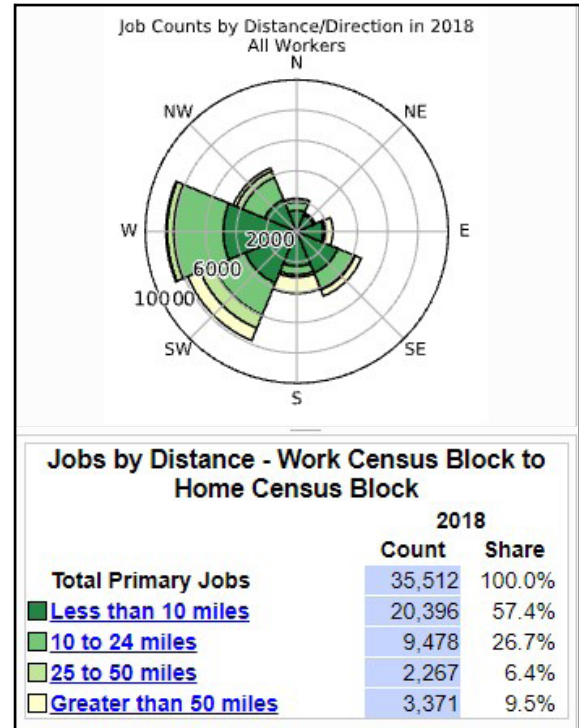 Job Counts by Distance/Direction in 2018
All Workers
N
NW
NE
W
E
2000
6000
10000
SW
SE
S
Jobs by Distance - Work Census Block to
Home Census Block
2018
Count Share
Total Primary Jobs 35,512 100.0%
Less than 10 miles 20,396 57.4%
10 to 24 miles 9,478 26.7%
25 to 50 miles 2,267 6.4%
Greater than 50 miles 3,371 9.5%